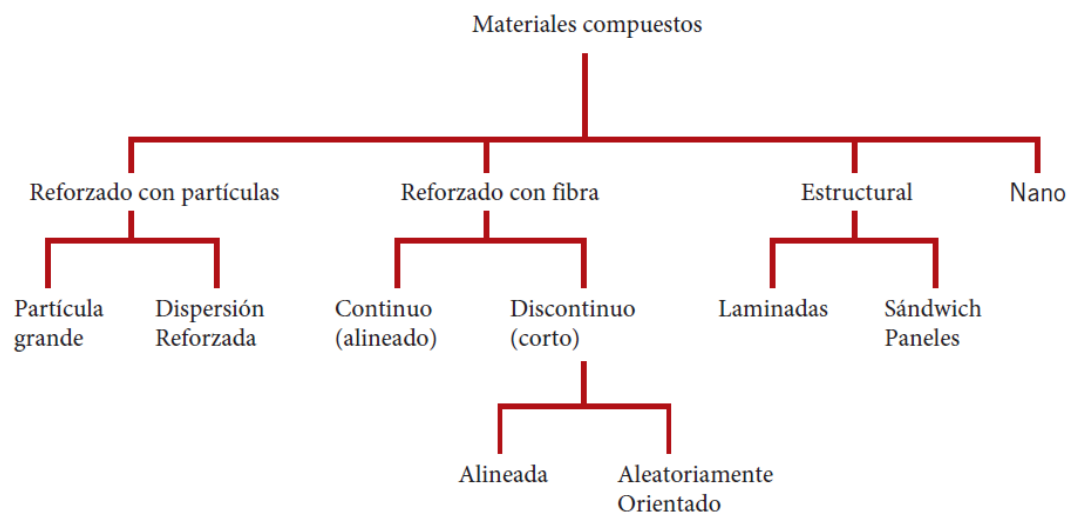 Materiales compuestos
Reforzado con partículas
Reforzado con fibra
Estructural
Nano
Partícula
grande
Dispersión
Reforzada
Continuo
(alineado)
Discontinuo
(corto)
Laminadas
Sándwich
Paneles
Alineada
Aleatoriamente
Orientado